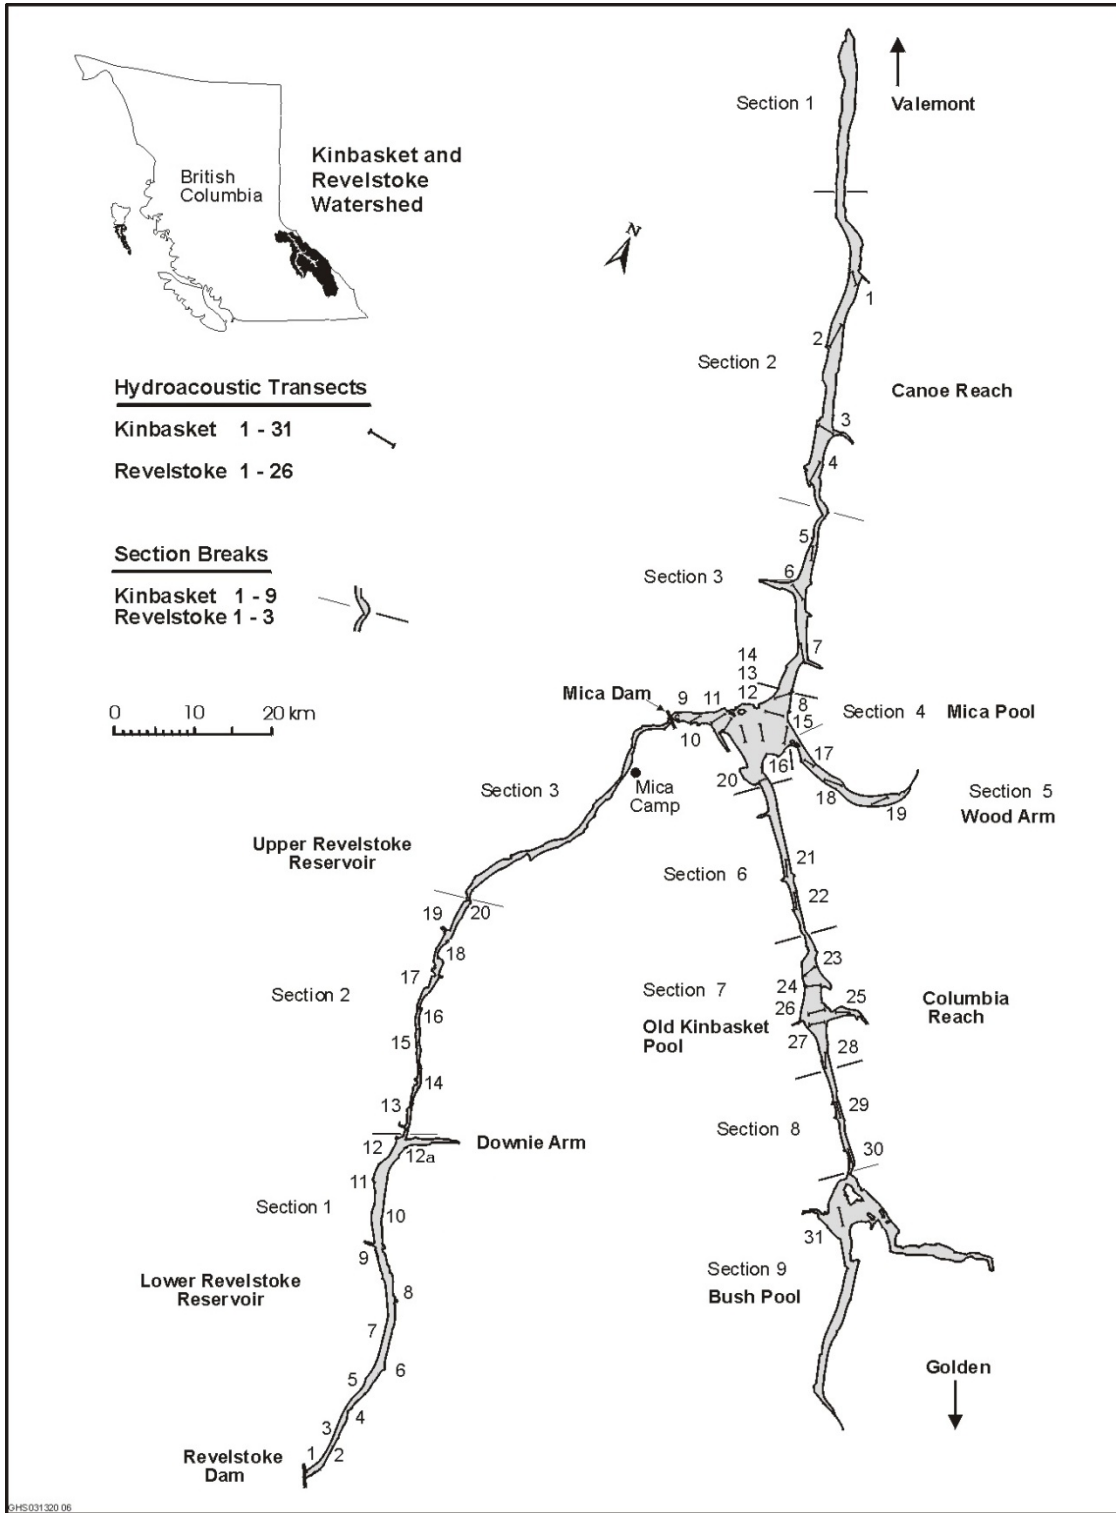 Section 1
Valemont
British
Columbia
Kinbasket and
Revelstoke
Watershed
N
1
2
Section 2
Canoe Reach
3
4
Hydroacoustic Transects
Kinbasket 1 - 31
Revelstoke 1 - 26
Section Breaks
Kinbasket 1 - 9
Revelstoke 1 - 3
0 10 20 km
5
Section 3
6
7
14
13
12
Mica Dam
9
11
10
8
15
Section 4
Mica Pool
16
17
18
19
20
Section 5
Wood Arm
Mica
Camp
Section 3
Upper Revelstoke
Reservoir
Section 6
21
22
20
19
18
17
Section 2
16
15
14
13
23
24
Section 7
26
25
Old Kinbasket
Pool
Columbia
Reach
27
28
29
Section 8
30
12
12a
Downie Arm
11
Section 1
10
9
8
Lower Revelstoke
Reservoir
7
6
5
4
3
31
Section 9
Bush Pool
Golden
1
2
Revelstoke
Dam
GHS031320 06